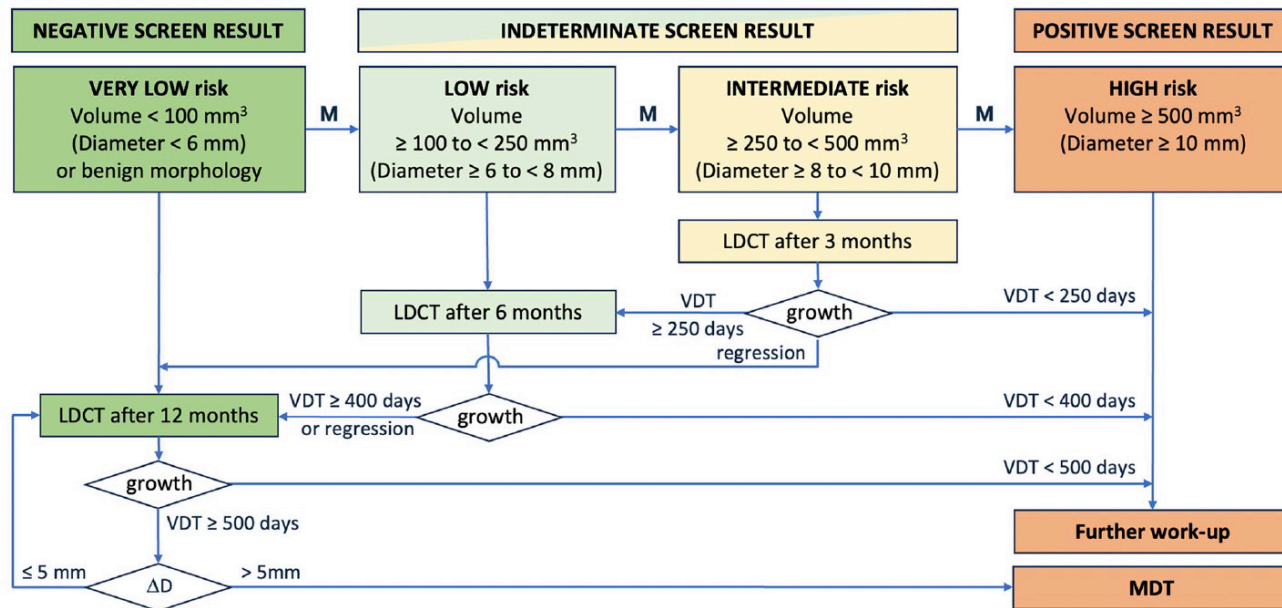 NEGATIVE SCREEN RESULT
INDETERMINATE SCREEN RESULT
POSITIVE SCREEN RESULT
VERY LOW risk
Volume < 100 mm³
(Diameter < 6 mm)
or benign morphology
M
LOW risk
Volume
≥ 100 to < 250 mm³
(Diameter ≥ 6 to < 8 mm)
M
INTERMEDIATE risk
Volume
≥ 250 to < 500 mm³
(Diameter ≥ 8 to < 10 mm)
M
HIGH risk
Volume ≥ 500 mm³
(Diameter ≥ 10 mm)
LDCT after 3 months
LDCT after 6 months
VDT
≥ 250 days
growth
VDT < 250 days
regression
LDCT after 12 months
VDT ≥ 400 days
or regression
growth
VDT < 400 days
growth
VDT < 500 days
VDT ≥ 500 days
Further work-up
≤ 5 mm
ΔD
> 5mm
MDT